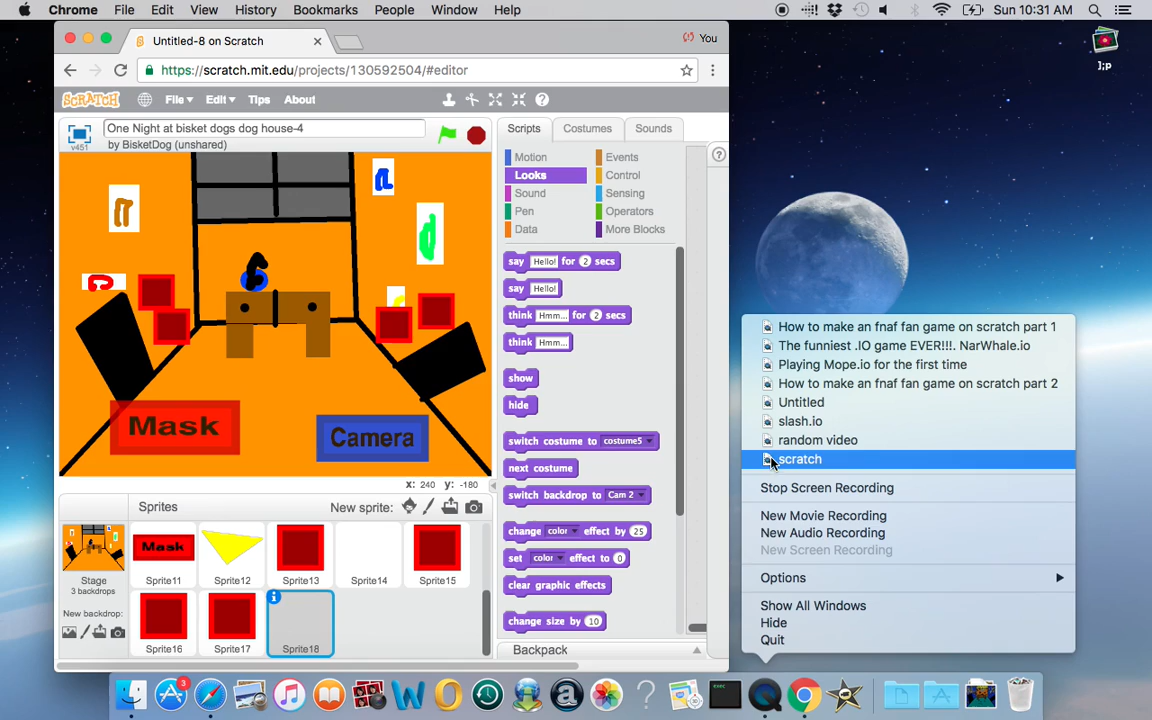 Chrome File Edit View History Bookmarks People Window Help Sun 10:31 AM
Untitled-8 on Scratch You
https://scratch.mit.edu/projects/130592504/#editor
SCRATCH File Edit Tips About
v451
One Night at bisket dogs dog house-4
by BisketDog (unshared)
Scripts Costumes Sounds
Motion Events
Looks Control
Sound Sensing
Pen Operators
Data More Blocks
say Hello! for 2 secs
say Hello!
think Hmm... for 2 secs
think Hmm...
show
hide
switch costume to costume5
next costume
switch backdrop to Cam 2
change color effect by 25
set color effect to 0
clear graphic effects
change size by 10
Backpack
Mask
Camera
x: 240 y: -180
Sprites New sprite:
Stage
3 backdrops
New backdrop:
Mask
Sprite11 Sprite12 Sprite13 Sprite14 Sprite15
Sprite16 Sprite17 Sprite18
How to make an fnaf fan game on scratch part 1
The funniest .IO game EVER!!!. NarWhale.io
Playing Mope.io for the first time
How to make an fnaf fan game on scratch part 2
Untitled
slash.io
random video
scratch
Stop Screen Recording
New Movie Recording
New Audio Recording
New Screen Recording
Options
Show All Windows
Hide
Quit
];p
3